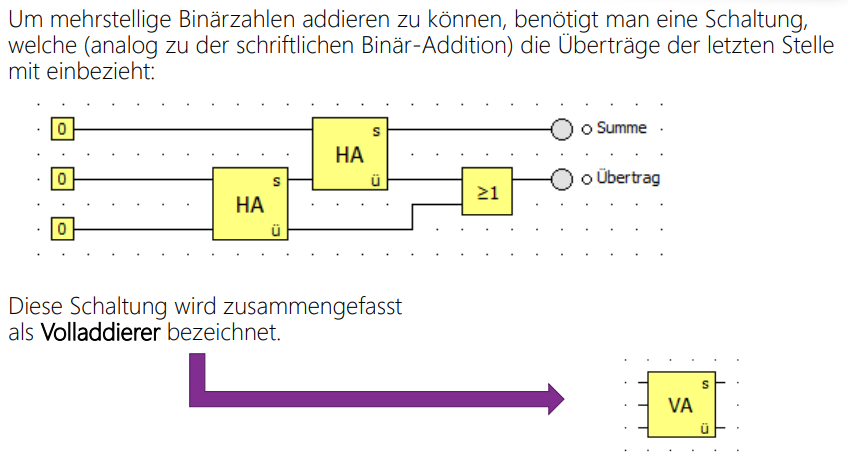 Um mehrstellige Binärzahlen addieren zu können, benötigt man eine Schaltung,
welche (analog zu der schriftlichen Binär-Addition) die Überträge der letzten Stelle
mit einbezieht:
0
s
Summe
HA
0
s
ü
Übertrag
HA
≥1
0
ü
Diese Schaltung wird zusammengefasst
als Volladdierer bezeichnet.
s
VA
ü